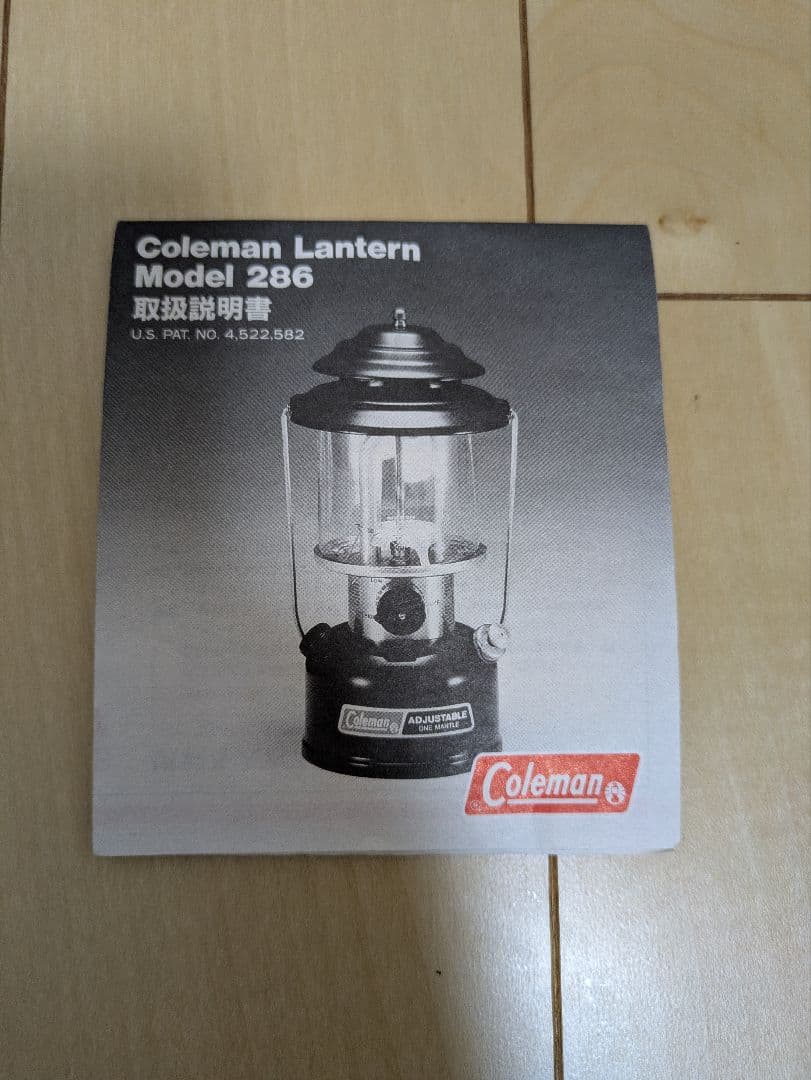 Coleman Lantern
Model 286
取扱説明書
U.S. PAT. NO. 4,522,582
Coleman
ADJUSTABLE
ONE MANTLE
Coleman